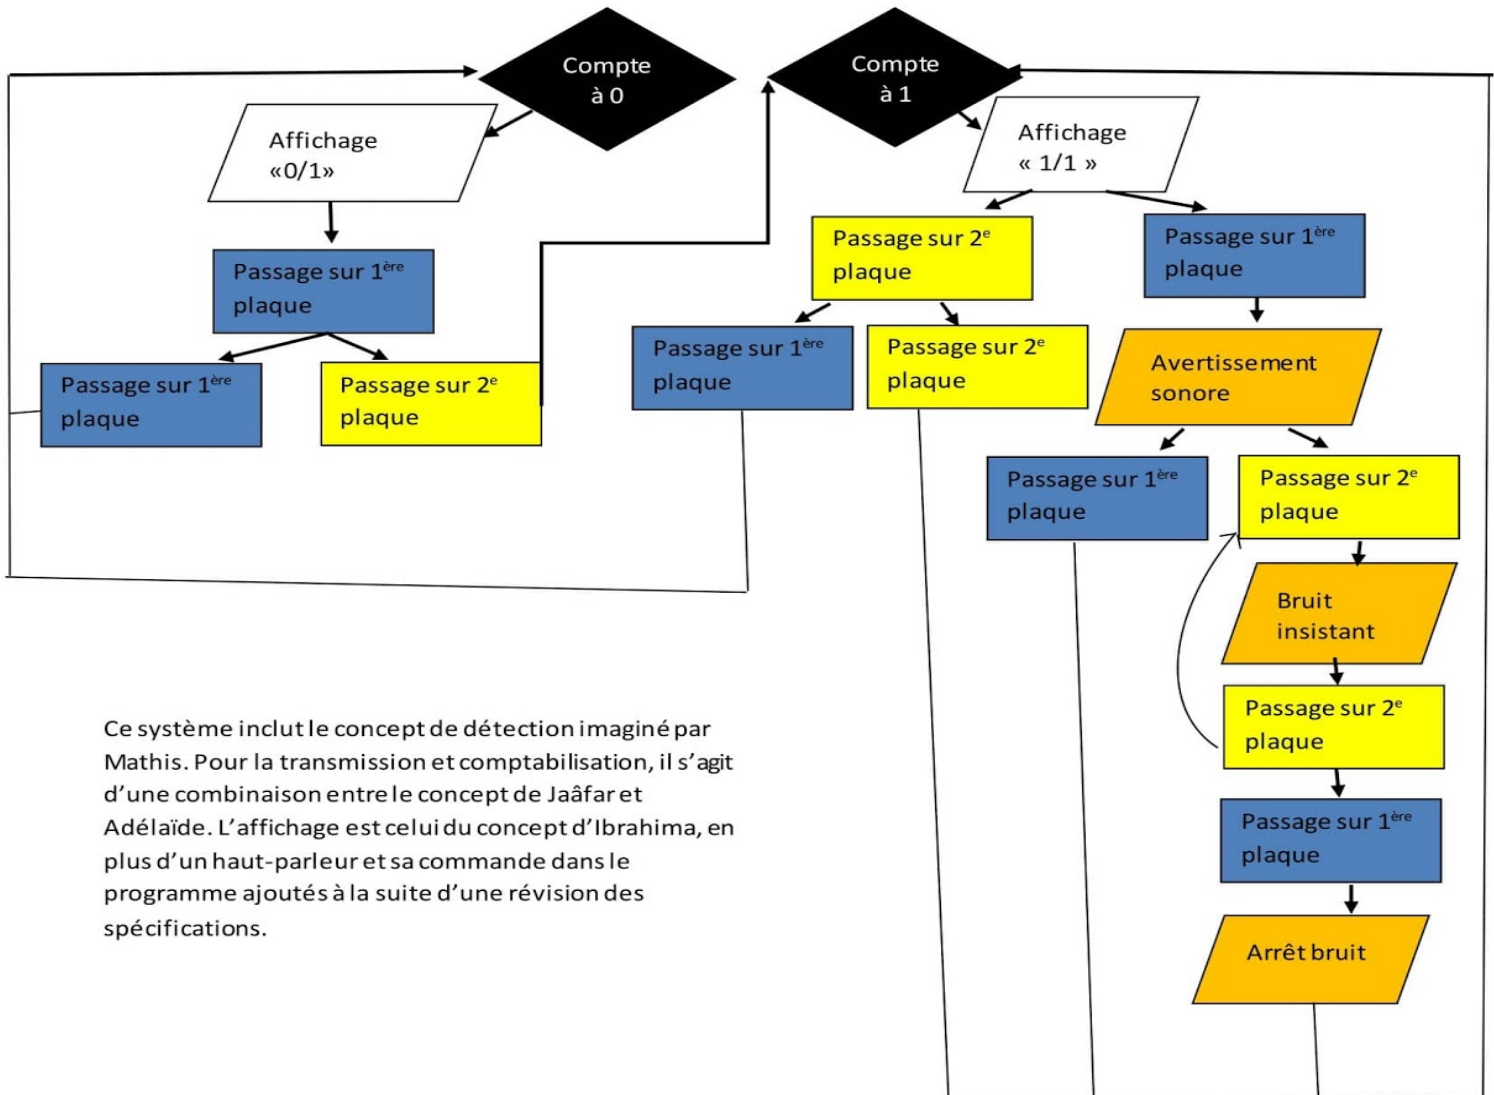 Compte
à 0
Compte
à 1
Affichage
«0/1»
Affichage
« 1/1 »
Passage sur 1ère
plaque
Passage sur 2e
plaque
Passage sur 1ère
plaque
Passage sur 1ère
plaque
Passage sur 2e
plaque
Passage sur 1ère
plaque
Passage sur 2e
plaque
Avertissement
sonore
Passage sur 1ère
plaque
Passage sur 2e
plaque
Bruit
insistant
Passage sur 2e
plaque
Passage sur 1ère
plaque
Arrêt bruit
Ce système inclut le concept de détection imaginé par
Mathis. Pour la transmission et comptabilisation, il s’agit
d’une combinaison entre le concept de Jaâfar et
Adélaïde. L’affichage est celui du concept d’Ibrahima, en
plus d’un haut-parleur et sa commande dans le
programme ajoutés à la suite d’une révision des
spécifications.